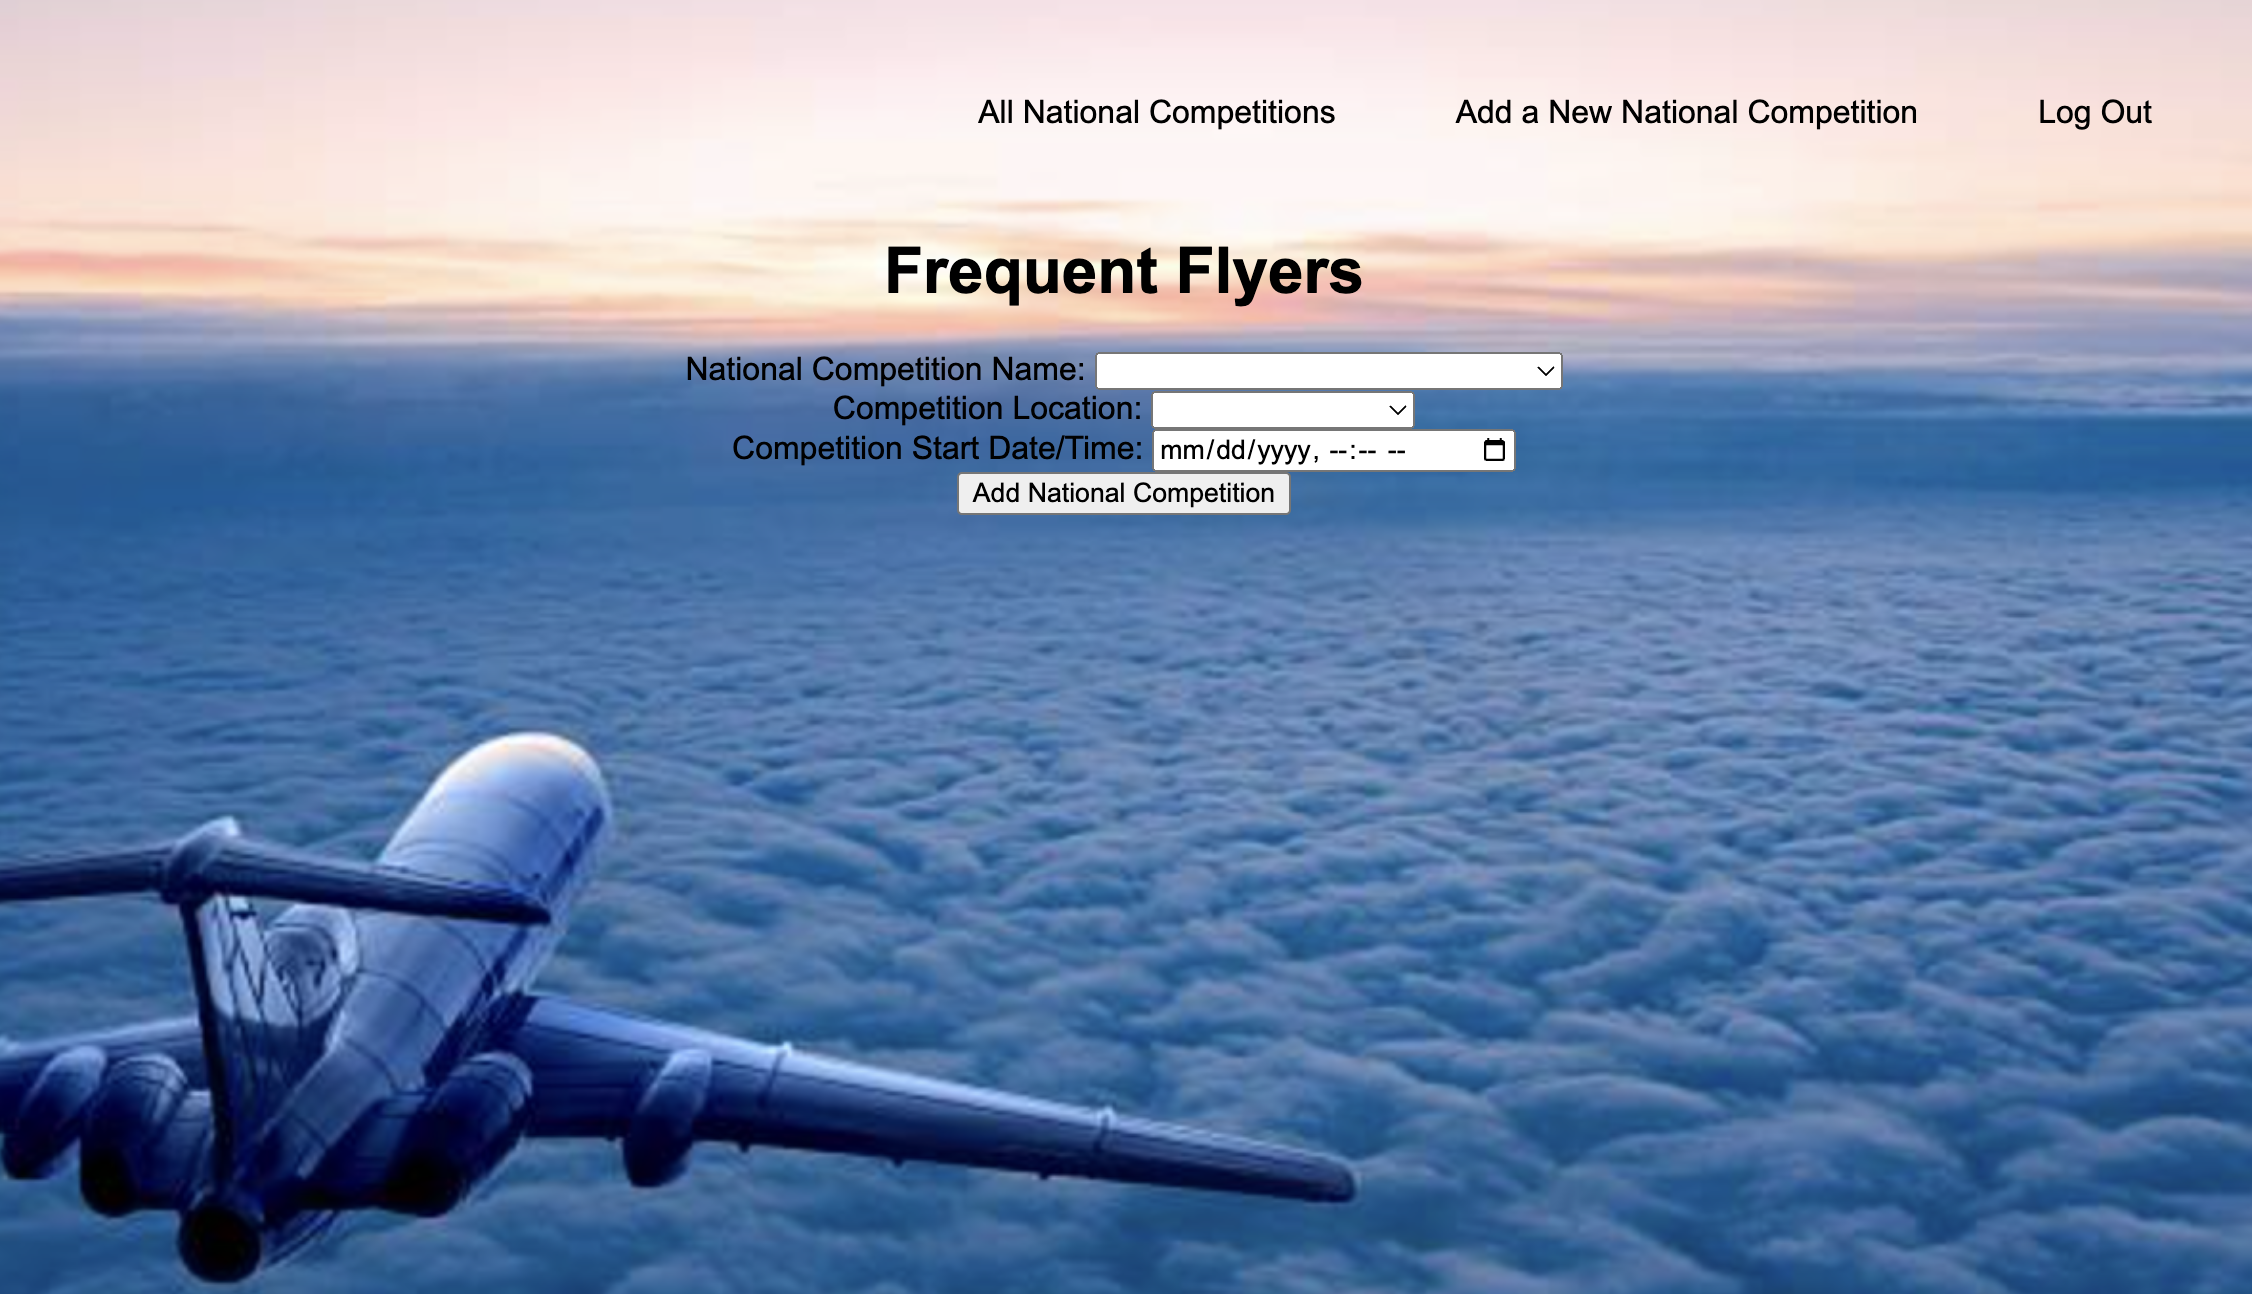 All National Competitions Add a New National Competition Log Out
Frequent Flyers
National Competition Name:
Competition Location:
Competition Start Date/Time: mm/dd/yyyy, --:-- --
Add National Competition